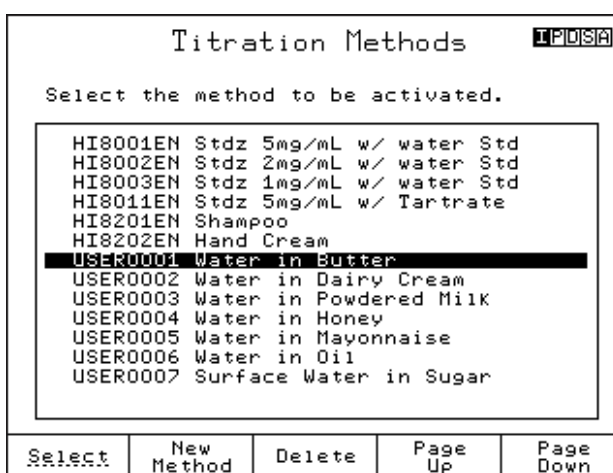 Titration Methods IPDSA
Select the method to be activated.
HI8001EN Stdz 5mg/mL w/ water Std
HI8002EN Stdz 2mg/mL w/ water Std
HI8003EN Stdz 1mg/mL w/ water Std
HI8011EN Stdz 5mg/mL w/ Tartrate
HI8201EN Shampoo
HI8202EN Hand Cream
USER0001 Water in Butter
USER0002 Water in Dairy Cream
USER0003 Water in Powdered Milk
USER0004 Water in Honey
USER0005 Water in Mayonnaise
USER0006 Water in Oil
USER0007 Surface Water in Sugar
Select
New
Method
Delete
Page
Up
Page
Down